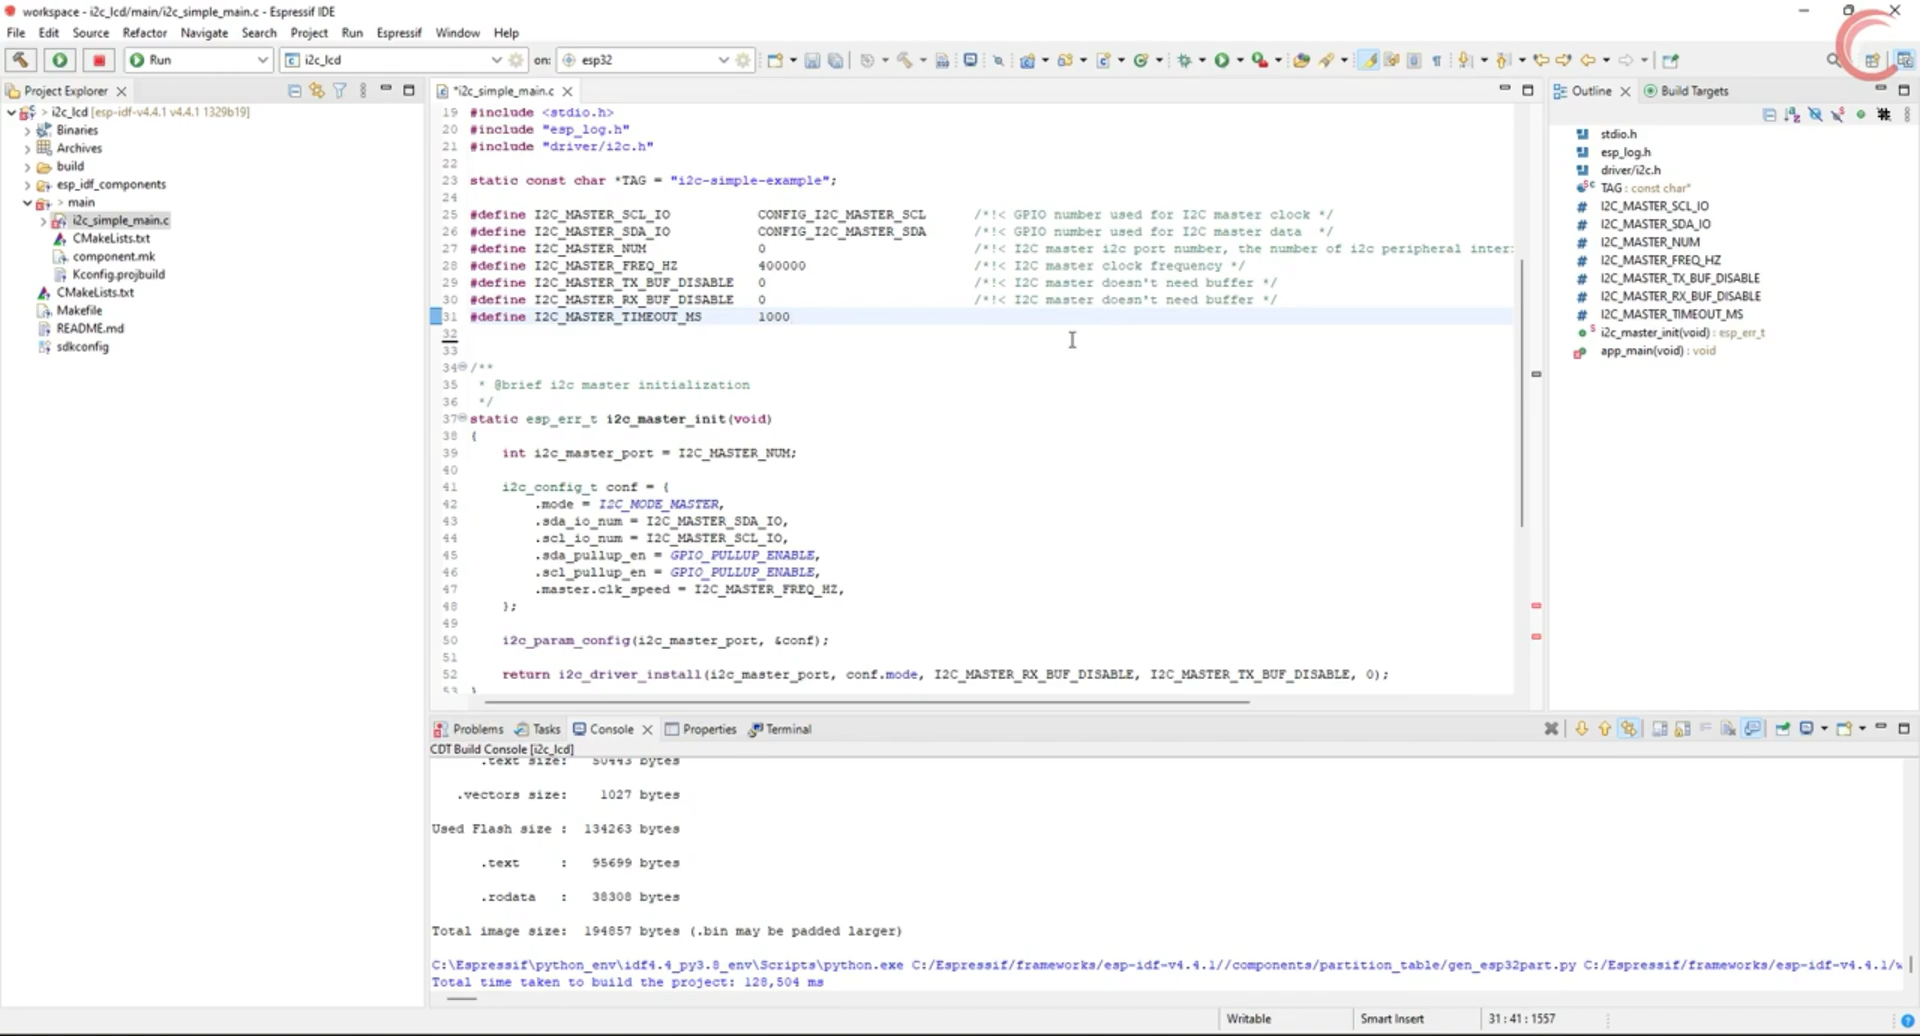 workspace - i2c_lcd/main/i2c_simple_main.c - Espressif IDE
File Edit Source Refactor Navigate Search Project Run Espressif Window Help
Run i2c_lcd on: esp32
Project Explorer
i2c_lcd [esp-idf-v4.4.1 v4.4.1 1329b19]
Binaries
Archives
build
esp_idf_components
main
i2c_simple_main.c
CMakeLists.txt
component.mk
Kconfig.projbuild
CMakeLists.txt
Makefile
README.md
sdkconfig
*i2c_simple_main.c
19 #include <stdio.h>
20 #include "esp_log.h"
21 #include "driver/i2c.h"
22
23 static const char *TAG = "i2c-simple-example";
24
25 #define I2C_MASTER_SCL_IO CONFIG_I2C_MASTER_SCL /*!< GPIO number used for I2C master clock */
26 #define I2C_MASTER_SDA_IO CONFIG_I2C_MASTER_SDA /*!< GPIO number used for I2C master data */
27 #define I2C_MASTER_NUM 0 /*!< I2C master i2c port number, the number of i2c peripheral inter
28 #define I2C_MASTER_FREQ_HZ 400000 /*!< I2C master clock frequency */
29 #define I2C_MASTER_TX_BUF_DISABLE 0 /*!< I2C master doesn't need buffer */
30 #define I2C_MASTER_RX_BUF_DISABLE 0 /*!< I2C master doesn't need buffer */
31 #define I2C_MASTER_TIMEOUT_MS 1000
32
33
34 /**
35 * @brief i2c master initialization
36 */
37 static esp_err_t i2c_master_init(void)
38 {
39 int i2c_master_port = I2C_MASTER_NUM;
40
41 i2c_config_t conf = {
42 .mode = I2C_MODE_MASTER,
43 .sda_io_num = I2C_MASTER_SDA_IO,
44 .scl_io_num = I2C_MASTER_SCL_IO,
45 .sda_pullup_en = GPIO_PULLUP_ENABLE,
46 .scl_pullup_en = GPIO_PULLUP_ENABLE,
47 .master.clk_speed = I2C_MASTER_FREQ_HZ,
48 };
49
50 i2c_param_config(i2c_master_port, &conf);
51
52 return i2c_driver_install(i2c_master_port, conf.mode, I2C_MASTER_RX_BUF_DISABLE, I2C_MASTER_TX_BUF_DISABLE, 0);
53 }
Outline Build Targets
stdio.h
esp_log.h
driver/i2c.h
TAG : const char*
I2C_MASTER_SCL_IO
I2C_MASTER_SDA_IO
I2C_MASTER_NUM
I2C_MASTER_FREQ_HZ
I2C_MASTER_TX_BUF_DISABLE
I2C_MASTER_RX_BUF_DISABLE
I2C_MASTER_TIMEOUT_MS
i2c_master_init(void) : esp_err_t
app_main(void) : void
Problems Tasks Console Properties Terminal
CDT Build Console [i2c_lcd]
.text size: 50443 bytes
.vectors size: 1027 bytes
Used Flash size : 134263 bytes
.text : 95699 bytes
.rodata : 38308 bytes
Total image size: 194857 bytes (.bin may be padded larger)
C:\Espressif\python_env\idf4.4_py3.8_env\Scripts\python.exe C:/Espressif/frameworks/esp-idf-v4.4.1//components/partition_table/gen_esp32part.py C:/Espressif/frameworks/esp-idf-v4.4.1/w
Total time taken to build the project: 128,504 ms
Writable Smart Insert 31 : 41 : 1557